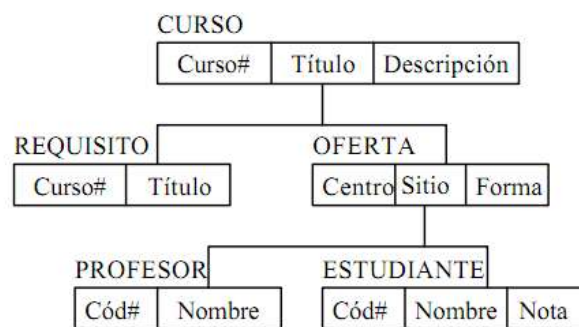 CURSO
Curso# Título Descripción
REQUISITO OFERTA
Curso# Título Centro Sitio Forma
PROFESOR ESTUDIANTE
Cód# Nombre Cód# Nombre Nota